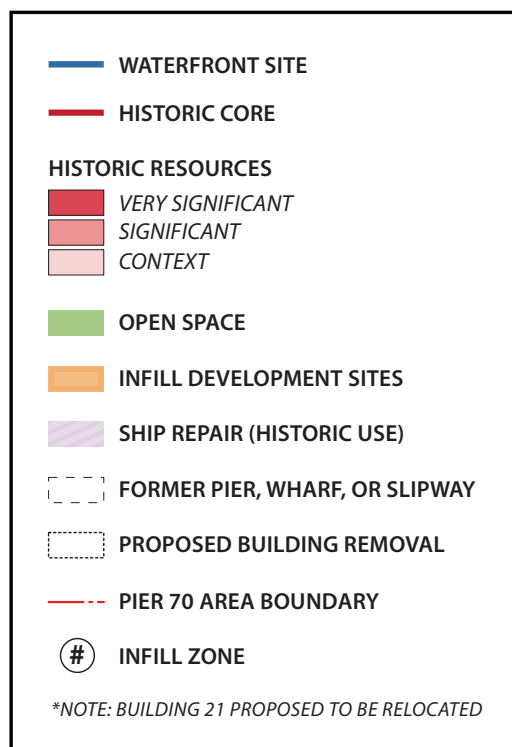 WATERFRONT SITE
HISTORIC CORE
HISTORIC RESOURCES
VERY SIGNIFICANT
SIGNIFICANT
CONTEXT
OPEN SPACE
INFILL DEVELOPMENT SITES
SHIP REPAIR (HISTORIC USE)
FORMER PIER, WHARF, OR SLIPWAY
PROPOSED BUILDING REMOVAL
PIER 70 AREA BOUNDARY
# INFILL ZONE
*NOTE: BUILDING 21 PROPOSED TO BE RELOCATED